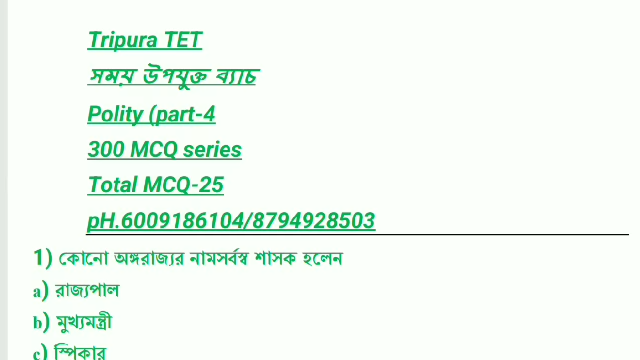 Tripura TET
সময় উপযুক্ত ব্যাচ
Polity (part-4
300 MCQ series
Total MCQ-25
pH.6009186104/8794928503
1) কোনো অঙ্গরাজ্যর নামসর্বস্ব শাসক হলেন
a) রাজ্যপাল
b) মুখ্যমন্ত্রী
c) স্পিকার